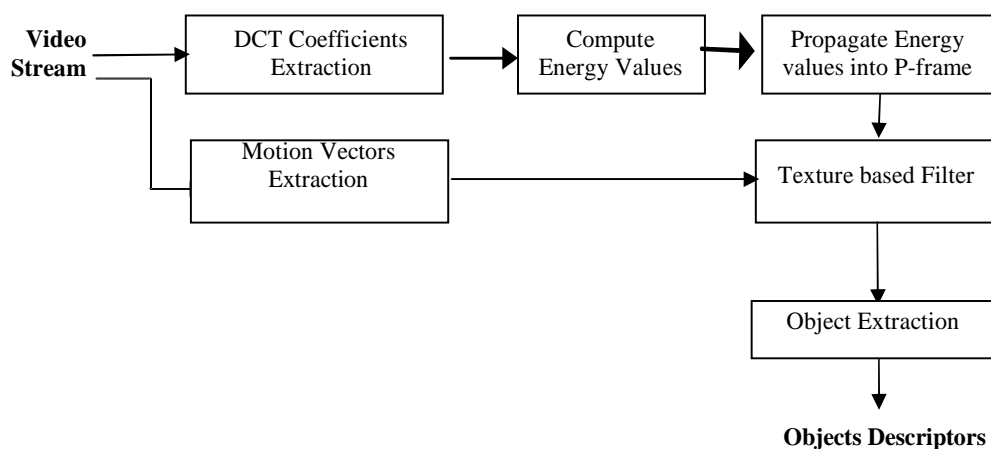 Video
Stream
DCT Coefficients
Extraction
Compute
Energy Values
Propagate Energy
values into P-frame
Motion Vectors
Extraction
Texture based Filter
Object Extraction
Objects Descriptors